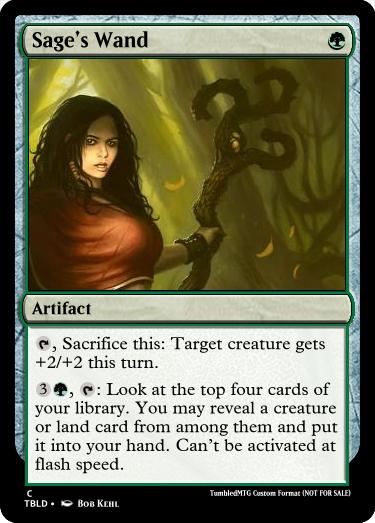 Sage's Wand
Artifact
, Sacrifice this: Target creature gets
+2/+2 this turn.
3 , : Look at the top four cards of
your library. You may reveal a creature
or land card from among them and put
it into your hand. Can't be activated at
flash speed.
C
TBLD • Bob Kehl
TumbledMTG Custom Format (NOT FOR SALE)